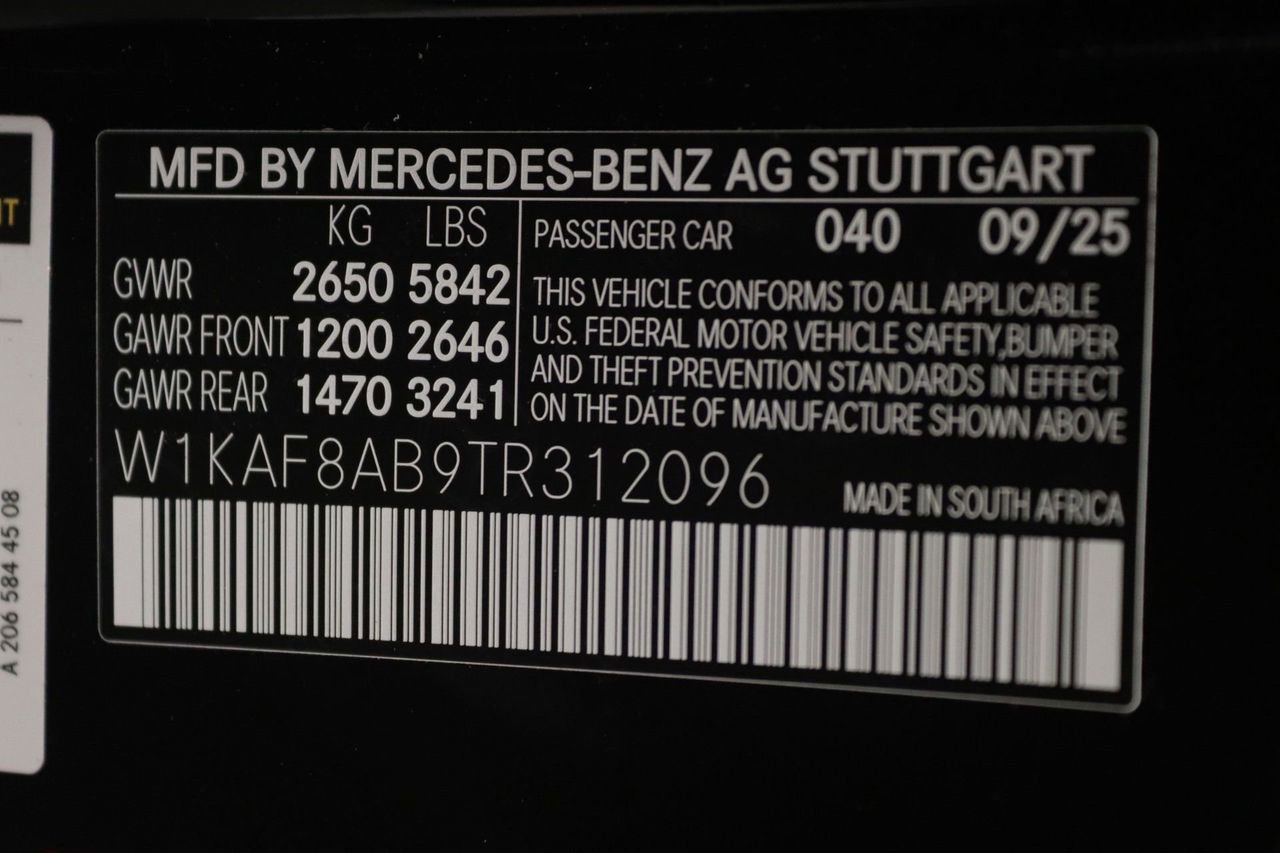 MFD BY MERCEDES-BENZ AG STUTTGART
KG LBS
GVWR 2650 5842
GAWR FRONT 1200 2646
GAWR REAR 1470 3241
PASSENGER CAR 040 09/25
THIS VEHICLE CONFORMS TO ALL APPLICABLE
U.S. FEDERAL MOTOR VEHICLE SAFETY,BUMPER
AND THEFT PREVENTION STANDARDS IN EFFECT
ON THE DATE OF MANUFACTURE SHOWN ABOVE
W1KAF8AB9TR312096
MADE IN SOUTH AFRICA
A 206 584 45 08